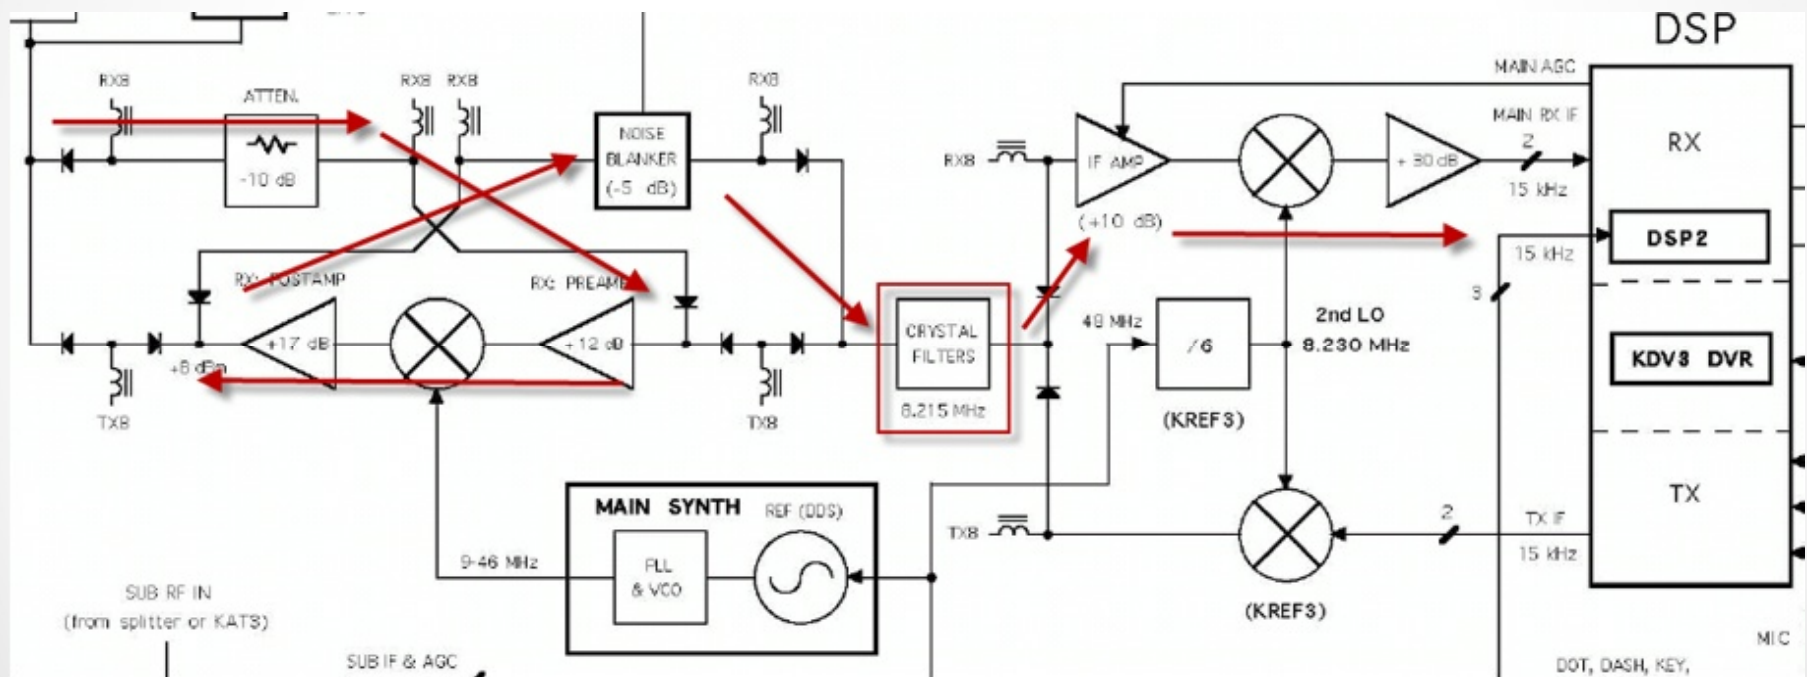 DSP
MAIN AGC
RX8
RX8 RX8
RX8
ATTEN.
-10 dB
NOISE
BLANKER
(-5 dB)
RX8
IF AMP
(+10 dB)
+ 30 dB
MAIN RX IF
2
15 kHz
RX
DSP2
15 kHz
3
RX: POSTAMP
RX: PREAMP
+17 dB
+12 dB
+8 dBm
TX8
TX8
CRYSTAL
FILTERS
8.215 MHz
48 MHz
/6
(KREF3)
2nd LO
8.230 MHz
KDV3 DVR
MAIN SYNTH
REF (DDS)
PLL
& VCO
9-46 MHz
TX8
2
TX IF
15 kHz
TX
(KREF3)
SUB RF IN
(from splitter or KAT3)
SUB IF & AGC
MIC
DOT, DASH, KEY,